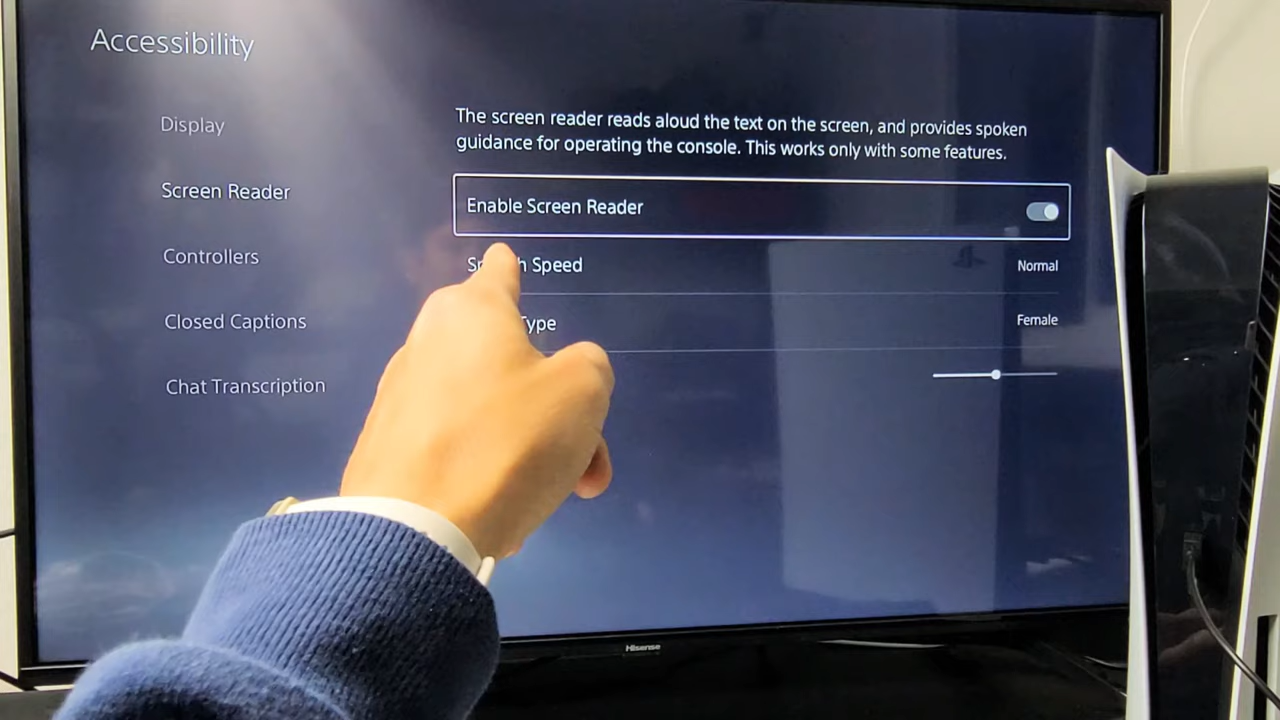 Accessibility
Display
Screen Reader
Controllers
Closed Captions
Chat Transcription
The screen reader reads aloud the text on the screen, and provides spoken
guidance for operating the console. This works only with some features.
Enable Screen Reader
Speed Normal
Type Female
Hisense